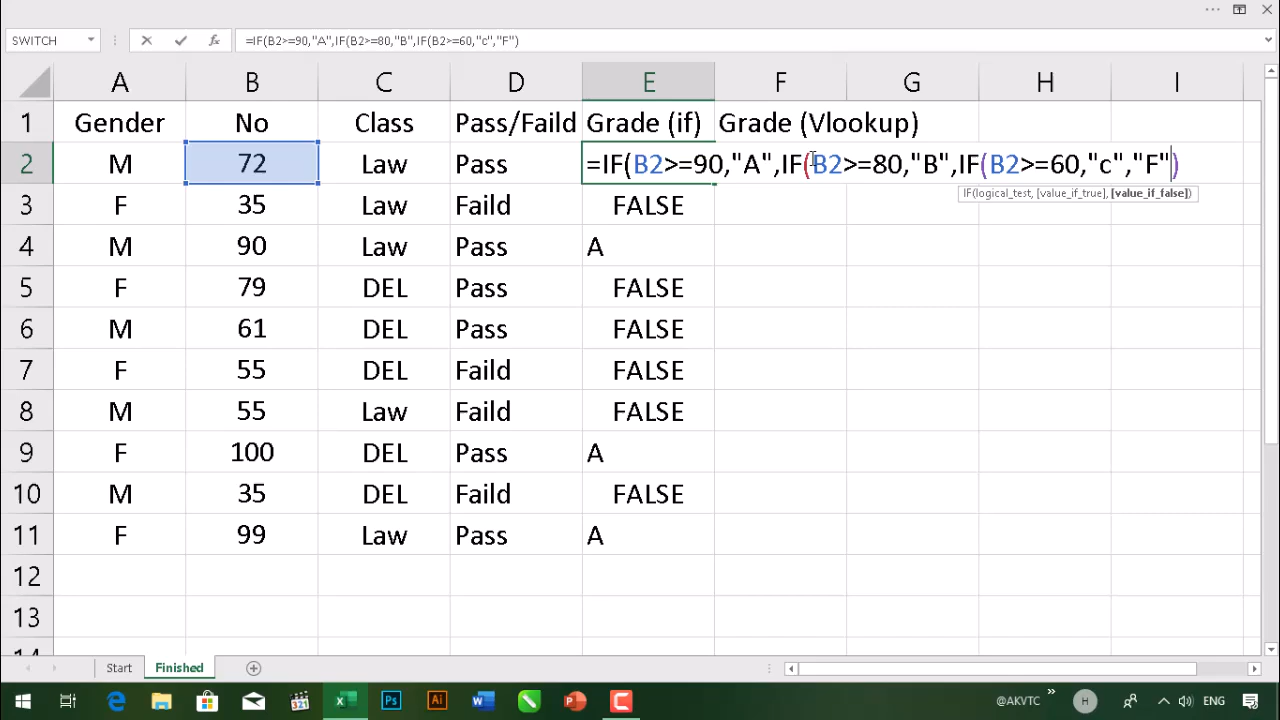 SWITCH =IF(B2>=90,"A",IF(B2>=80,"B",IF(B2>=60,"c","F")
A B C D E F G H I
1 Gender No Class Pass/Faild Grade (if) Grade (Vlookup)
2 M 72 Law Pass =IF(B2>=90,"A",IF(B2>=80,"B",IF(B2>=60,"c","F")
IF(logical_test, [value_if_true], [value_if_false])
3 F 35 Law Faild FALSE
4 M 90 Law Pass A
5 F 79 DEL Pass FALSE
6 M 61 DEL Pass FALSE
7 F 55 DEL Faild FALSE
8 M 55 Law Faild FALSE
9 F 100 DEL Pass A
10 M 35 DEL Faild FALSE
11 F 99 Law Pass A
12
13
14
Start Finished
@AKVTC H ENG